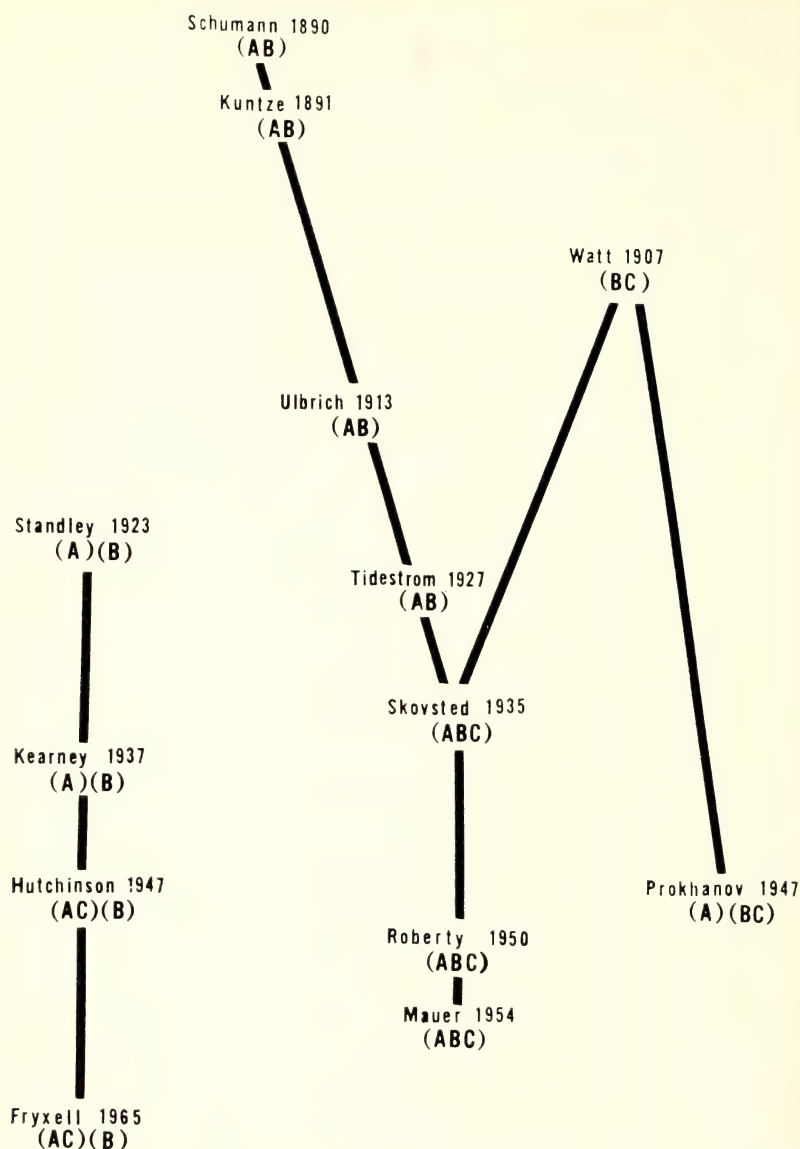 Schumann 1890
(AB)
Kuntze 1891
(AB)
Watt 1907
(BC)
Ulbrich 1913
(AB)
Standley 1923
(A)(B)
Tidestrom 1927
(AB)
Skovsted 1935
(ABC)
Kearney 1937
(A)(B)
Hutchinson 1947
(AC)(B)
Prokhanov 1947
(A)(BC)
Roberty 1950
(ABC)
Mauer 1954
(ABC)
Fryxell 1965
(AC)(B)